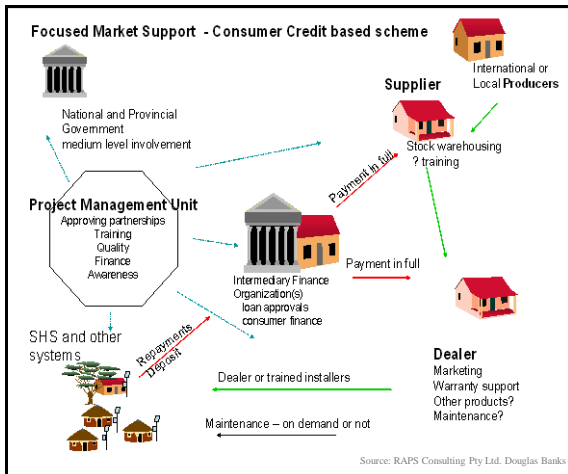 Focused Market Support - Consumer Credit based scheme
International or
Local Producers
Supplier
National and Provincial
Government
medium level involvement
Stock warehousing
? training
Payment in full
Project Management Unit
Approving partnerships
Training
Quality
Finance
Awareness
Intermediary Finance
Organization(s)
loan approvals
consumer finance
Payment in full
SHS and other
systems
Repayments
Deposit
Dealer
Marketing
Warranty support
Other products?
Maintenance?
Dealer or trained installers
Maintenance – on demand or not
Source: RAPS Consulting Pty Ltd. Douglas Banks